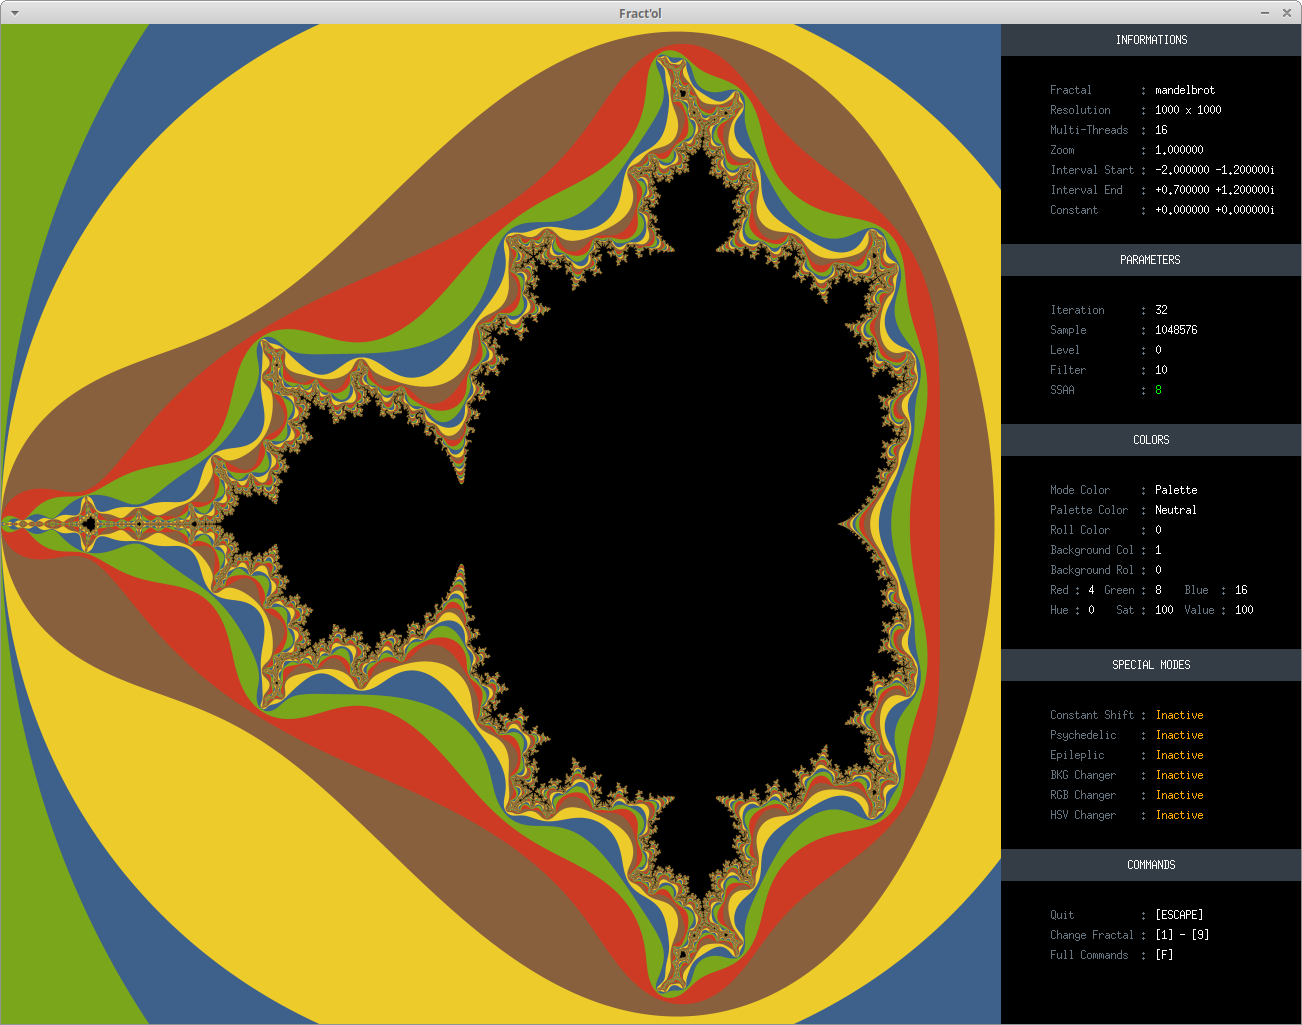 Fract'ol
INFORMATIONS
Fractal : mandelbrot
Resolution : 1000 x 1000
Multi-Threads : 16
Zoom : 1.000000
Interval Start : -2.000000 -1.200000i
Interval End : +0.700000 +1.200000i
Constant : +0.000000 +0.000000i
PARAMETERS
Iteration : 32
Sample : 1048576
Level : 0
Filter : 10
SSAA : 8
COLORS
Mode Color : Palette
Palette Color : Neutral
Roll Color : 0
Background Col : 1
Background Rol : 0
Red : 4 Green : 8 Blue : 16
Hue : 0 Sat : 100 Value : 100
SPECIAL MODES
Constant Shift : Inactive
Psychedelic : Inactive
Epileplic : Inactive
BKG Changer : Inactive
RGB Changer : Inactive
HSV Changer : Inactive
COMMANDS
Quit : [ESCAPE]
Change Fractal : [1] - [9]
Full Commands : [F]